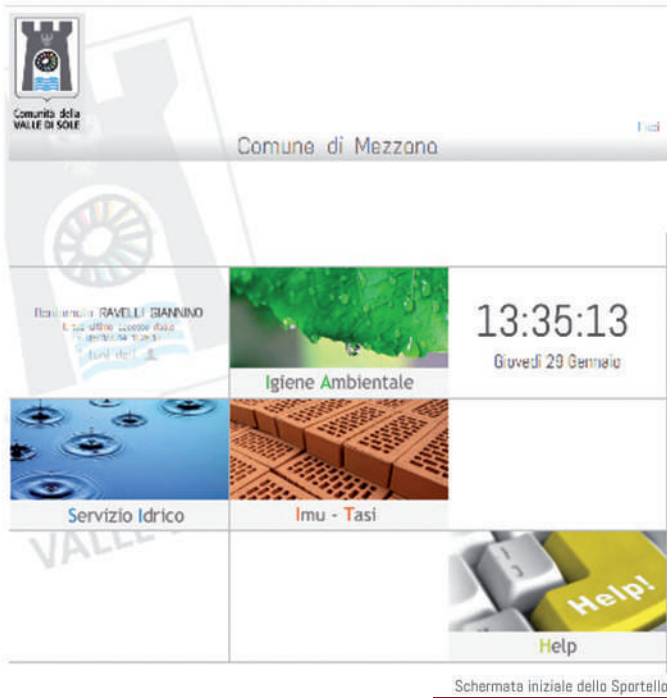 Comunità della
VALLE DI SOLE
Comune di Mezzana
RAVELLI GIANNINO
13:35:13
Giovedì 29 Gennaio
Igiene Ambientale
Servizio Idrico
Imu - Tasi
VALLE
Help!
Help
Schermata iniziale dello Sportello